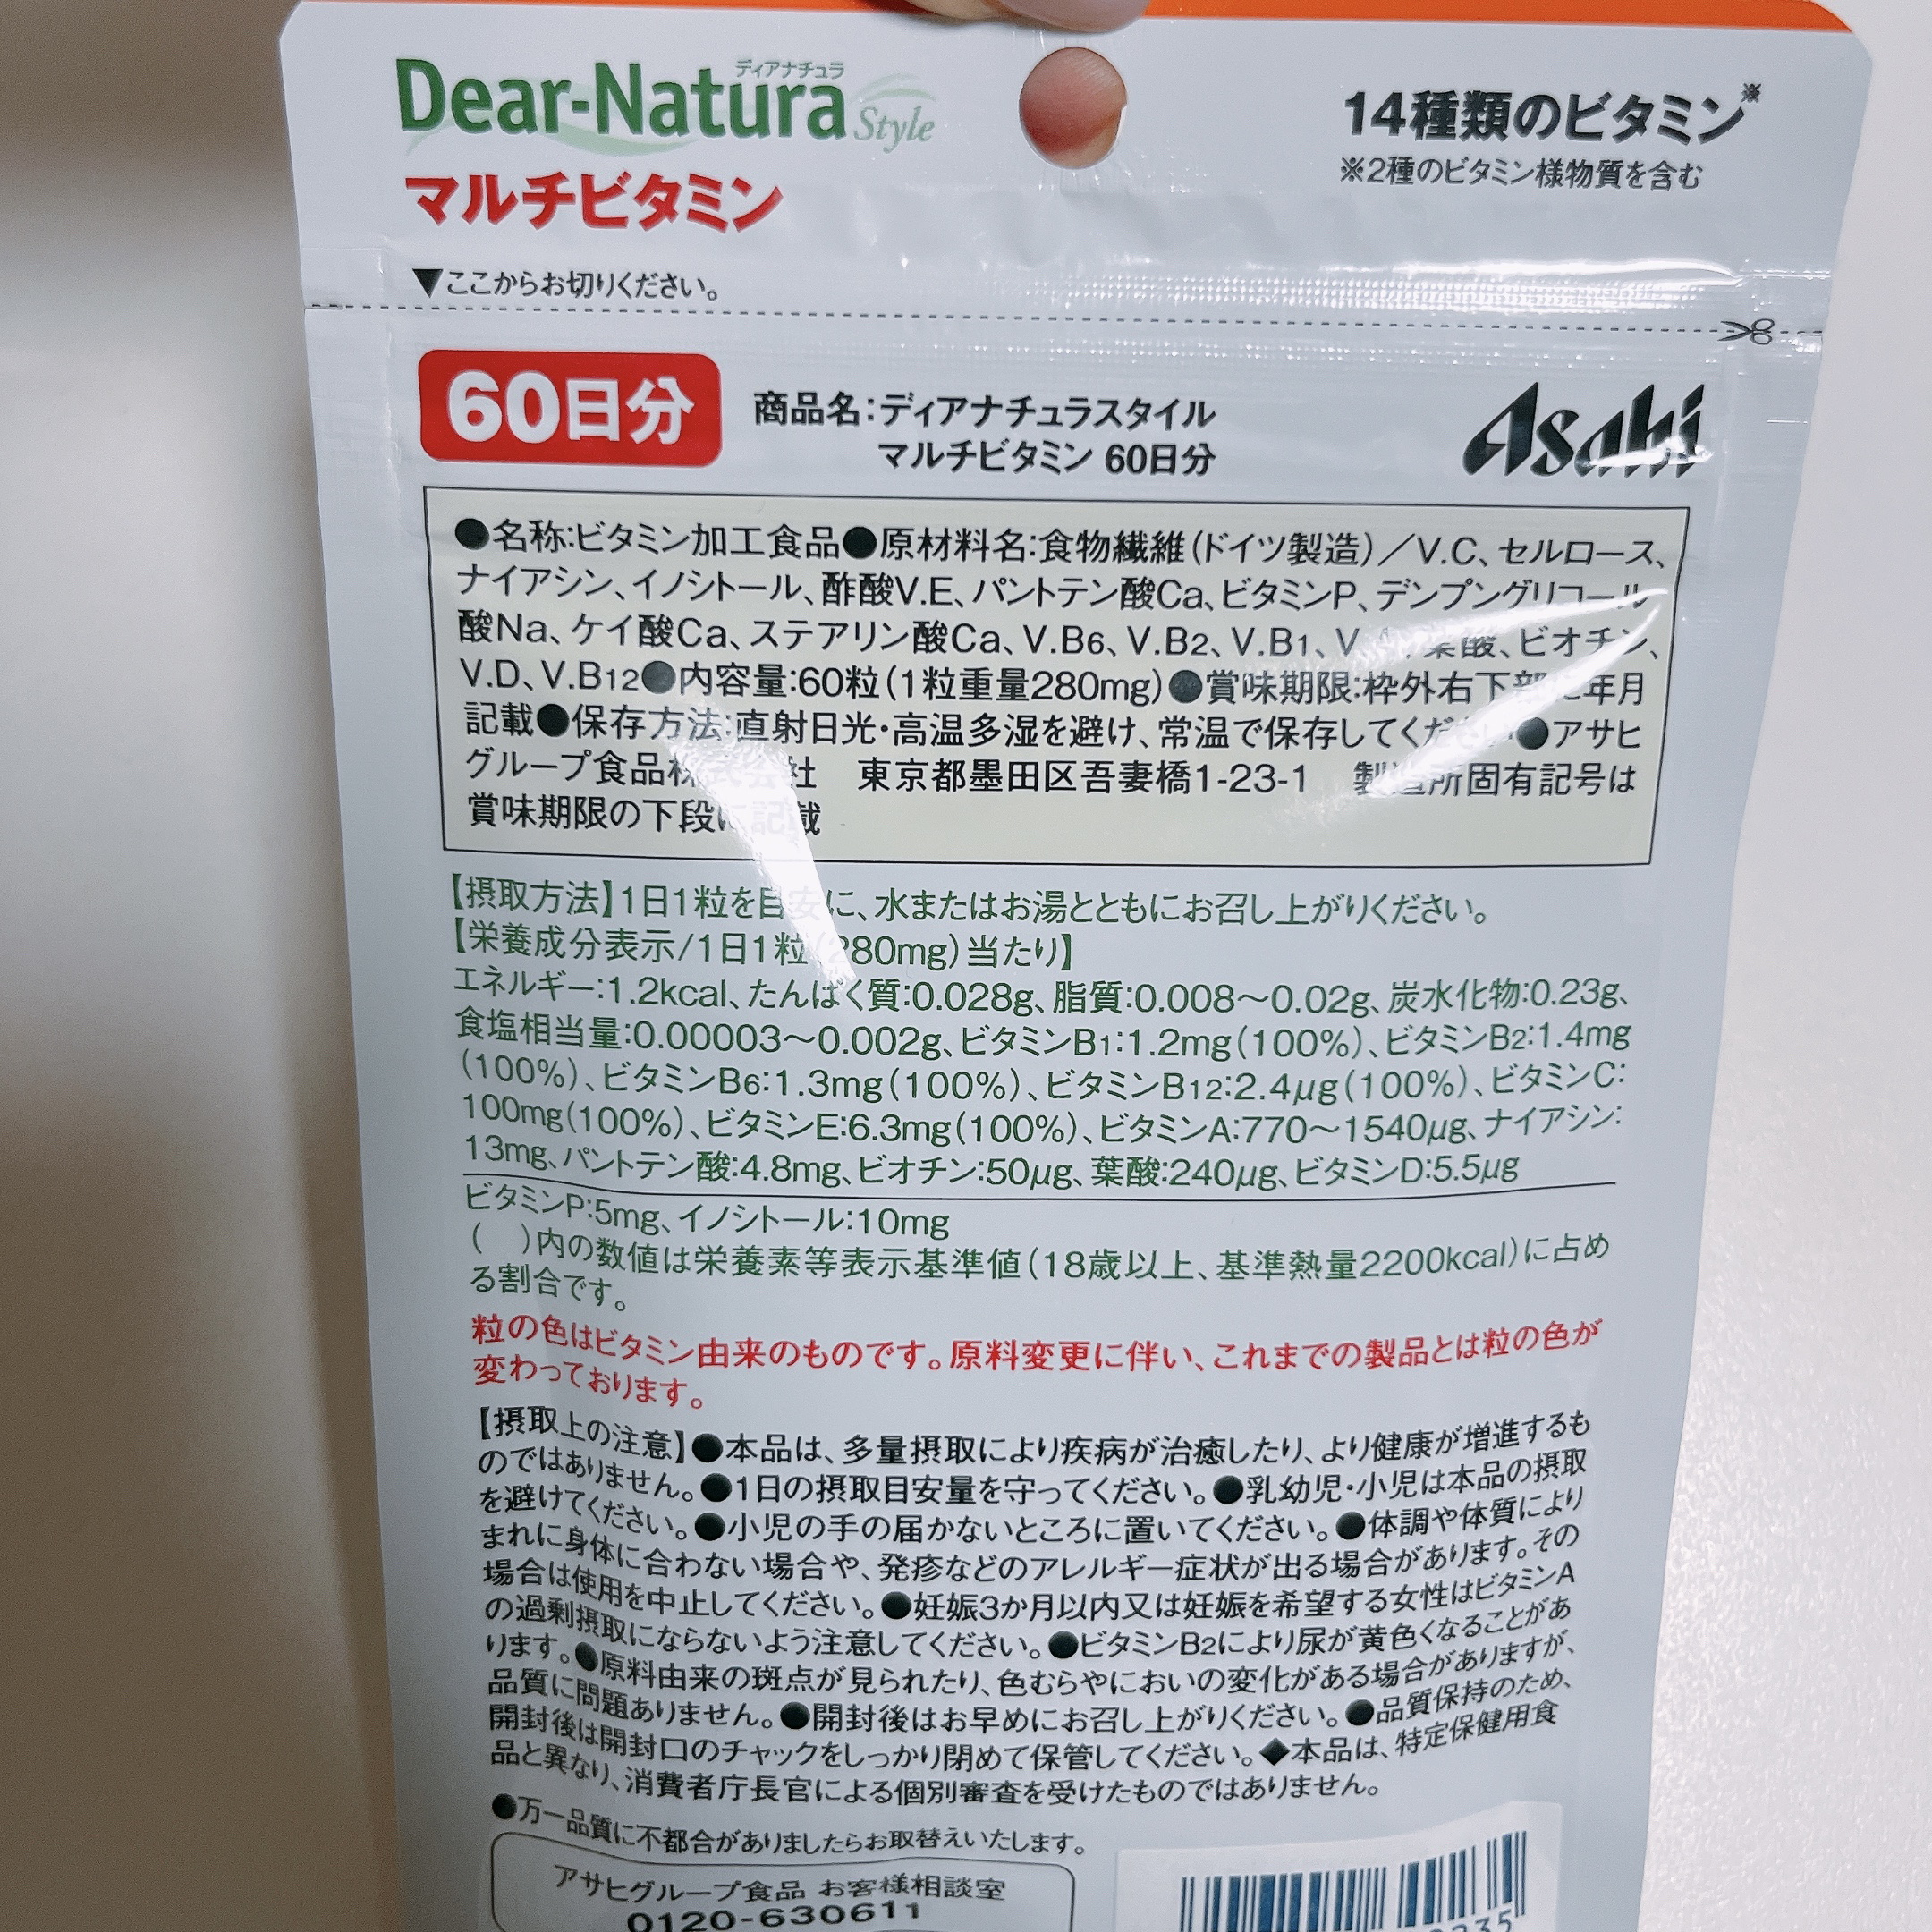 ディアナチュラ
Dear-Natura Style
マルチビタミン
14種類のビタミン※
※2種のビタミン様物質を含む
▼ここからお切りください。
60日分
商品名:ディアナチュラスタイル
マルチビタミン 60日分
Asahi
●名称:ビタミン加工食品●原材料名:食物繊維(ドイツ製造)/V.C、セルロース、
ナイアシン、イノシトール、酢酸V.E、パントテン酸Ca、ビタミンP、デンプングリコール
酸Na、ケイ酸Ca、ステアリン酸Ca、V.B6、V.B2、V.B1、V. 葉酸、ビオチン、
V.D、V.B12●内容量:60粒(1粒重量280mg)●賞味期限:枠外右下部に年月
記載●保存方法:直射日光・高温多湿を避け、常温で保存してください●アサヒ
グループ食品株式会社 東京都墨田区吾妻橋1-23-1 製造所固有記号は
賞味期限の下段に記載
【摂取方法】1日1粒を目安に、水またはお湯とともにお召し上がりください。
【栄養成分表示/1日1粒(280mg)当たり】
エネルギー:1.2kcal、たんぱく質:0.028g、脂質:0.008～0.02g、炭水化物:0.23g、
食塩相当量:0.00003～0.002g、ビタミンB1:1.2mg(100%)、ビタミンB2:1.4mg
(100%)、ビタミンB6:1.3mg(100%)、ビタミンB12:2.4μg(100%)、ビタミンC:
100mg(100%)、ビタミンE:6.3mg(100%)、ビタミンA:770～1540μg、ナイアシン:
13mg、パントテン酸:4.8mg、ビオチン:50μg、葉酸:240μg、ビタミンD:5.5μg
ビタミンP:5mg、イノシトール:10mg
( )内の数値は栄養素等表示基準値(18歳以上、基準熱量2200kcal)に占め
る割合です。
粒の色はビタミン由来のものです。原料変更に伴い、これまでの製品とは粒の色が
変わっております。
【摂取上の注意】●本品は、多量摂取により疾病が治癒したり、より健康が増進するも
のではありません。●1日の摂取目安量を守ってください。●乳幼児・小児は本品の摂取
を避けてください。●小児の手の届かないところに置いてください。●体調や体質により
まれに身体に合わない場合や、発疹などのアレルギー症状が出る場合があります。その
場合は使用を中止してください。●妊娠3か月以内又は妊娠を希望する女性はビタミンA
の過剰摂取にならないよう注意してください。●ビタミンB2により尿が黄色くなることがあ
ります。●原料由来の斑点が見られたり、色むらやにおいの変化がある場合がありますが、
品質に問題ありません。●開封後はお早めにお召し上がりください。●品質保持のため、
開封後は開封口のチャックをしっかり閉めて保管してください。◆本品は、特定保健用食
品と異なり、消費者庁長官による個別審査を受けたものではありません。
●万一品質に不都合がありましたらお取替えいたします。
アサヒグループ食品 お客様相談室
0120-630611